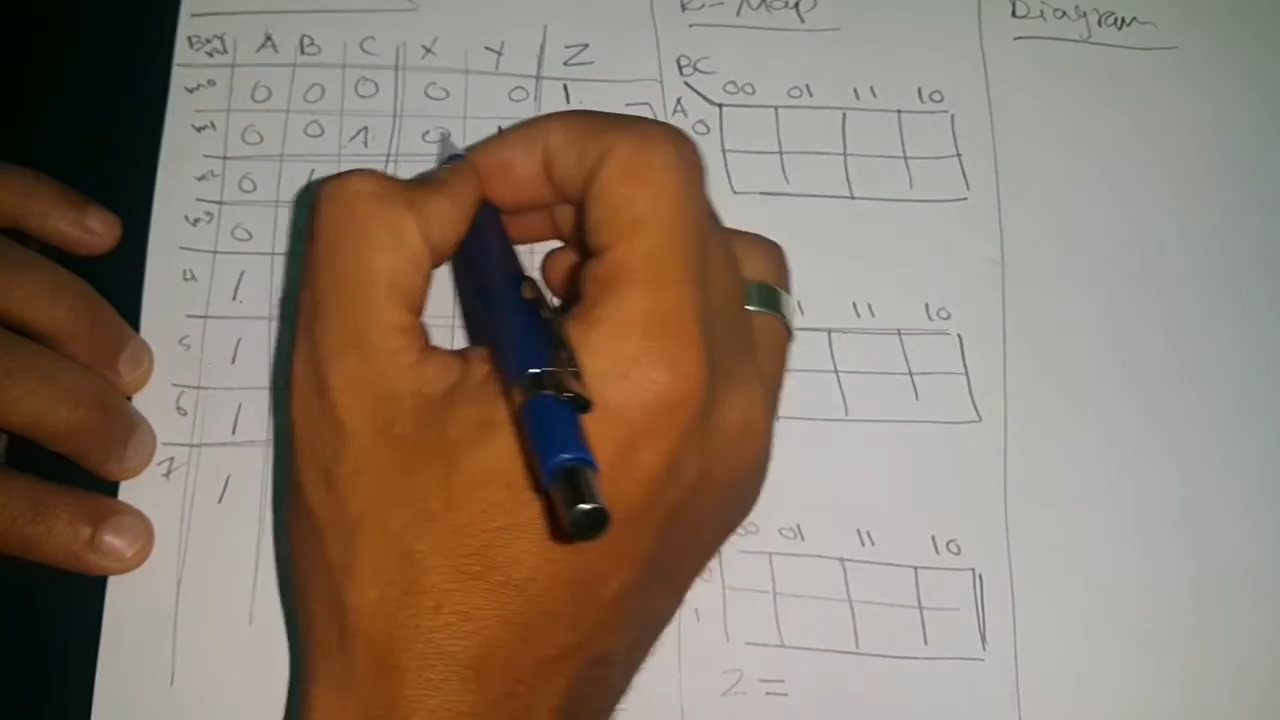 K-Map
Diagram
A B C X Y Z
BC
00 01 11 10
A
0
m0 0 0 0 0 0 1
m1 0 0 1 0
m2 0
m3 0
4 1
11 10
5 1
6 1
7 1
00 01 11 10
1
Z =